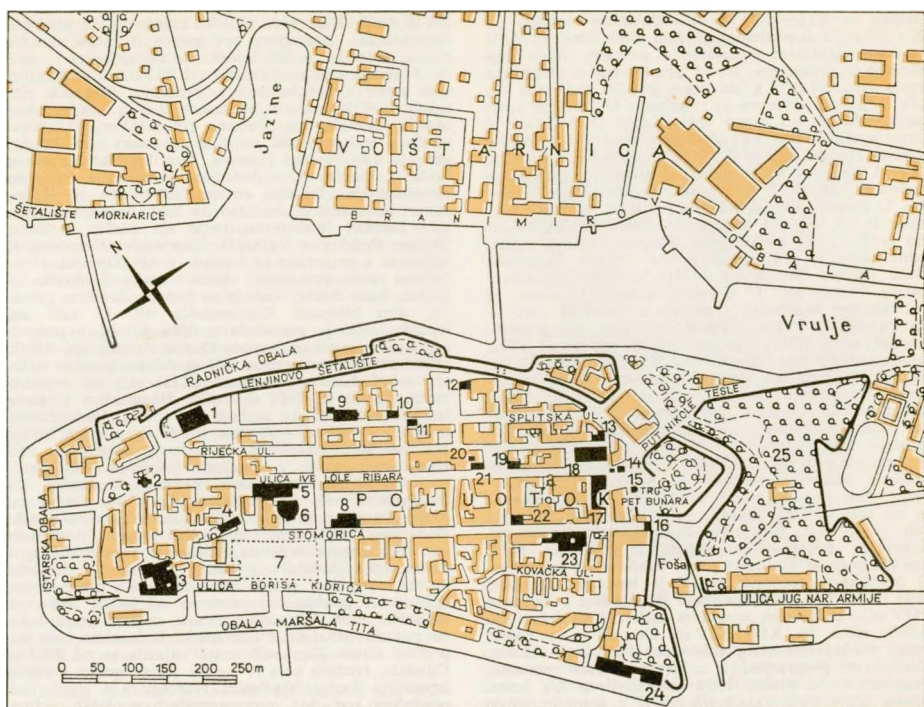 Jazine
VOŠTARNICA
ŠETALIŠTE MORNARICE
BRANIMIROVA OBALA
N
Vrulje
RADNIČKA OBALA
LENJINOVO ŠETALIŠTE
12
PUT NIKOLE TESLE
1
9
10
SPLITSKA UL.
11
13
RIJEČKA UL.
20
19
18
14
25
2
ULICA IVE LOLE RIBARA
21
15
TRG
PET BUNARA
5
POLUOTOK
ISTARSKA OBALA
4
6
8
22
17
16
STOMORICA
7
23
Foša
3
KOVAČKA UL.
ULICA BORISA KIDRIČA
ULICA JUG. NAR. ARMIJE
OBALA MARŠALA TITA
0 50 100 150 200 250 m
24